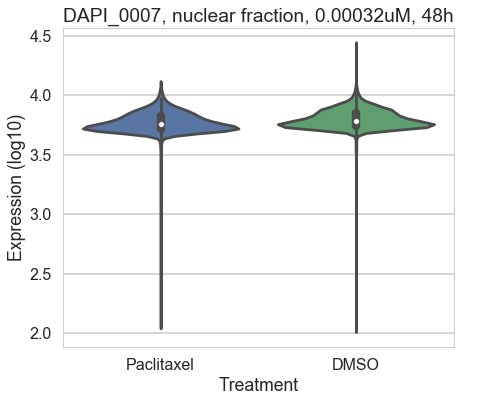 DAPI_0007, nuclear fraction, 0.00032uM, 48h
Expression (log10)
4.5
4.0
3.5
3.0
2.5
2.0
Paclitaxel DMSO
Treatment